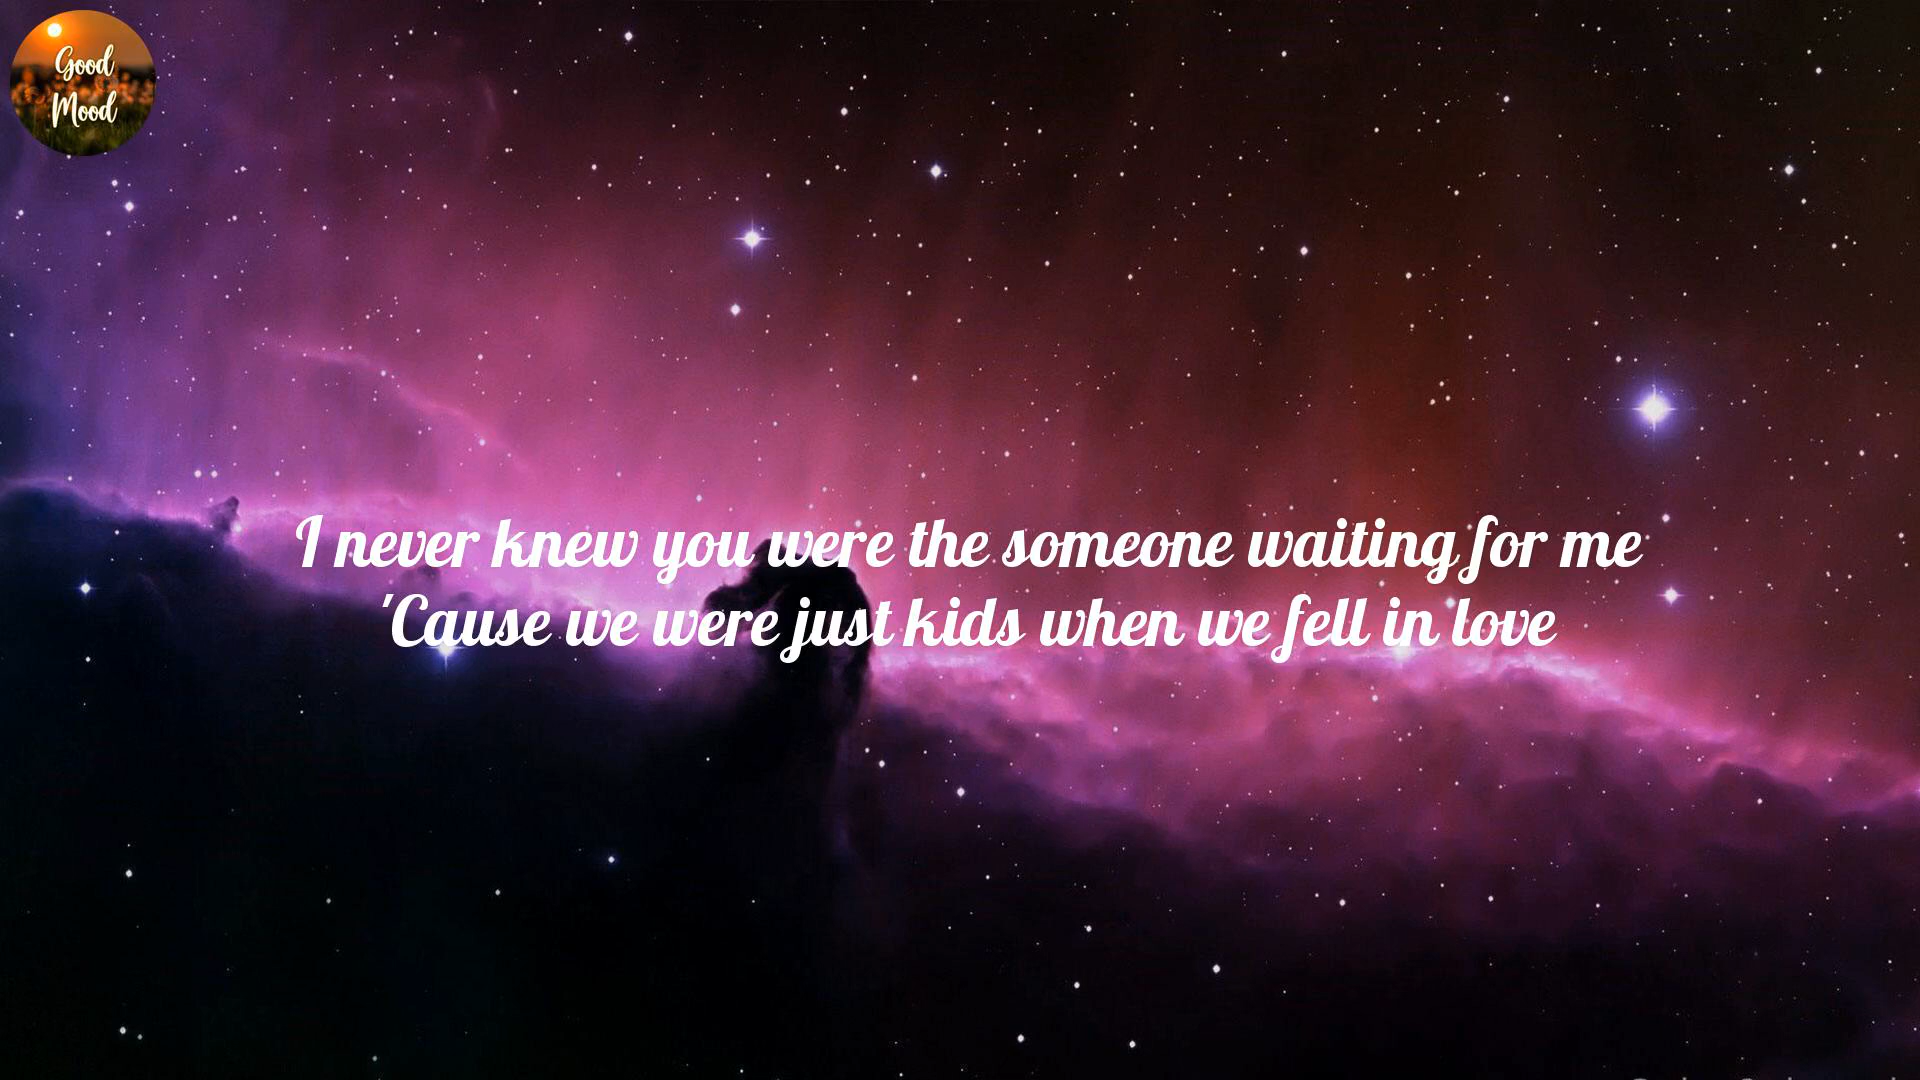 Good
Mood
I never knew you were the someone waiting for me
'Cause we were just kids when we fell in love